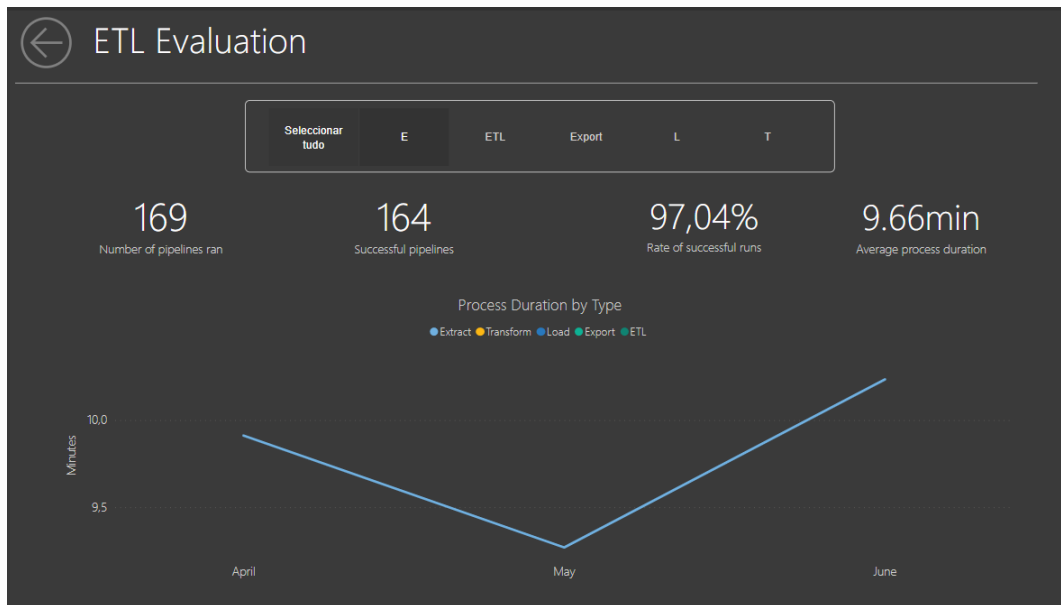 ETL Evaluation
Seleccionar
tudo
E
ETL
Export
L
T
169
Number of pipelines ran
164
Successful pipelines
97,04%
Rate of successful runs
9.66min
Average process duration
Process Duration by Type
Extract Transform Load Export ETL
10,0
Minutes
9,5
April
May
June